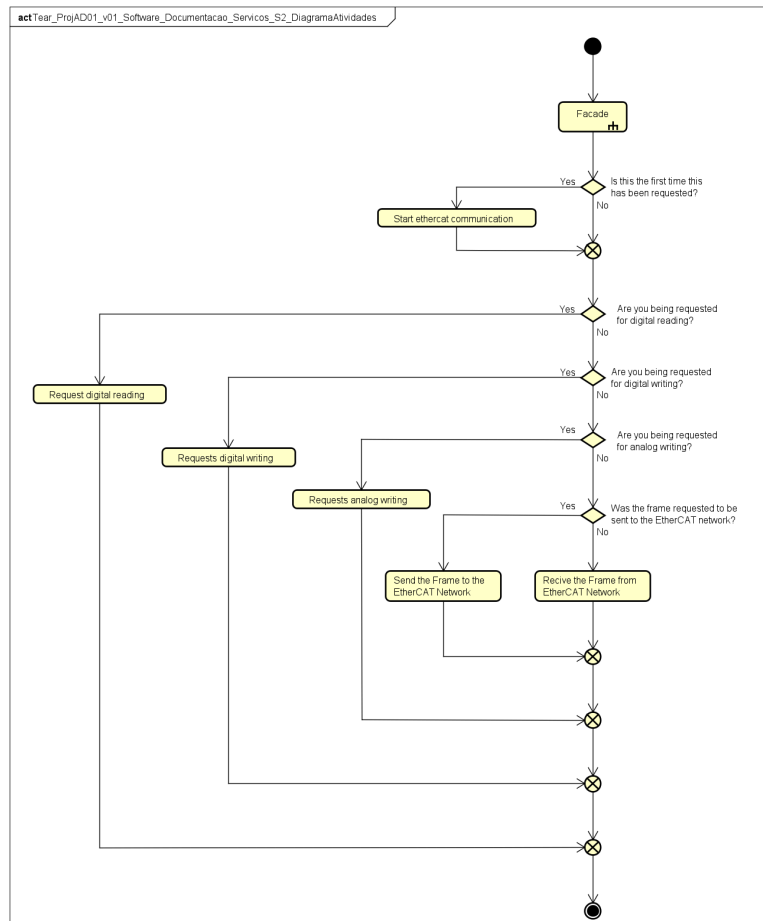 act Tear_ProjAD01_v01_Software_Documentacao_Servicos_S2_DiagramaAtividades
Facade
Yes
Is this the first time this
has been requested?
No
Start ethercat communication
Yes
Are you being requested
for digital reading?
No
Yes
Are you being requested
for digital writing?
No
Request digital reading
Yes
Are you being requested
for analog writing?
No
Requests digital writing
Requests analog writing
Yes
Was the frame requested to be
sent to the EtherCAT network?
No
Send the Frame to the
EtherCAT Network
Recive the Frame from
EtherCAT Network